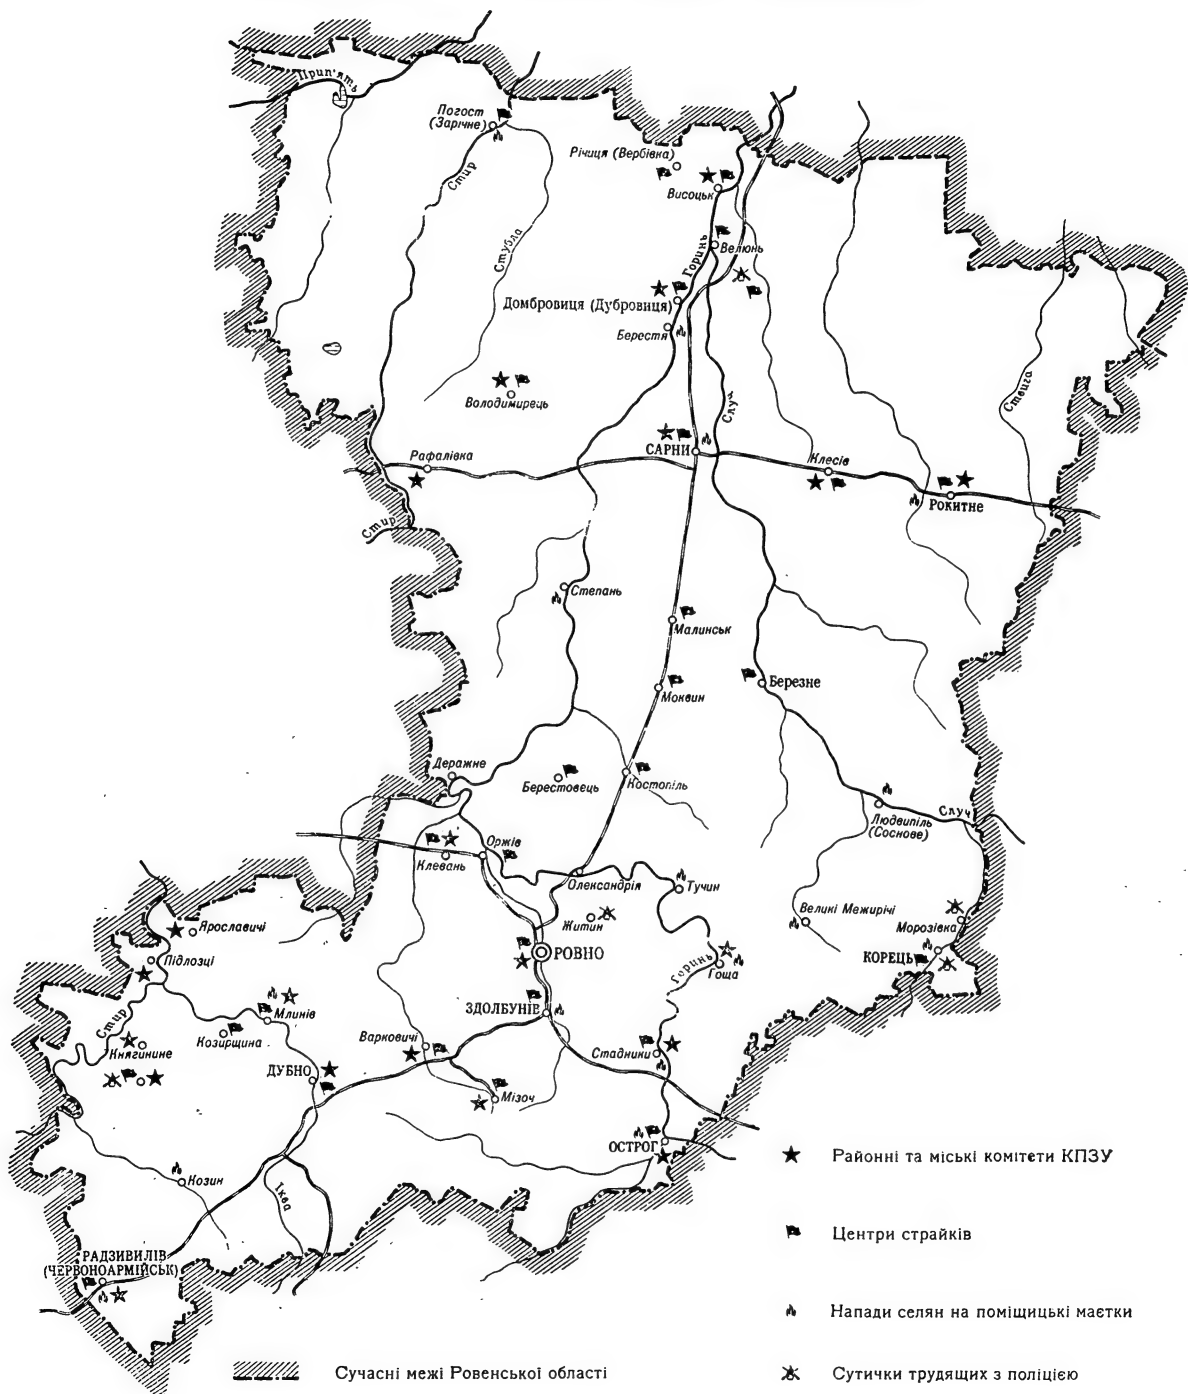 Прип'ять
Погост
(Зарічне)
Стир
Річиця (Вербівка)
Висоцьк
Стубла
Горинь
Велюнь
Домбровиця (Дубровиця)
Берестя
Володимирець
Случ
Ствига
САРНИ
Рафалівка
Клесів
РОКИТНЕ
Стир
Степань
Малинськ
Моквин
Березне
Деражне
Берестовець
Костопіль
Людвипіль
(Соснове)
Случ
Клевань
Оржів
Олександрія
Тучин
Житин
Великі Межирічі
Морозівка
КОРЕЦЬ
Ярославичі
Підлозці
РОВНО
Горинь
Гоща
Стир
Млинів
ЗДОЛБУНІВ
Козирщина
Варковичі
Стадники
Княгинине
ДУБНО
Мізоч
ОСТРОГ
Козин
Іква
РАДЗИВИЛІВ
(ЧЕРВОНОАРМІЙСЬК)
Районні та міські комітети КПЗУ
Центри страйків
Напади селян на поміщицькі маєтки
Сучасні межі Ровенської області
Сутички трудящих з поліцією